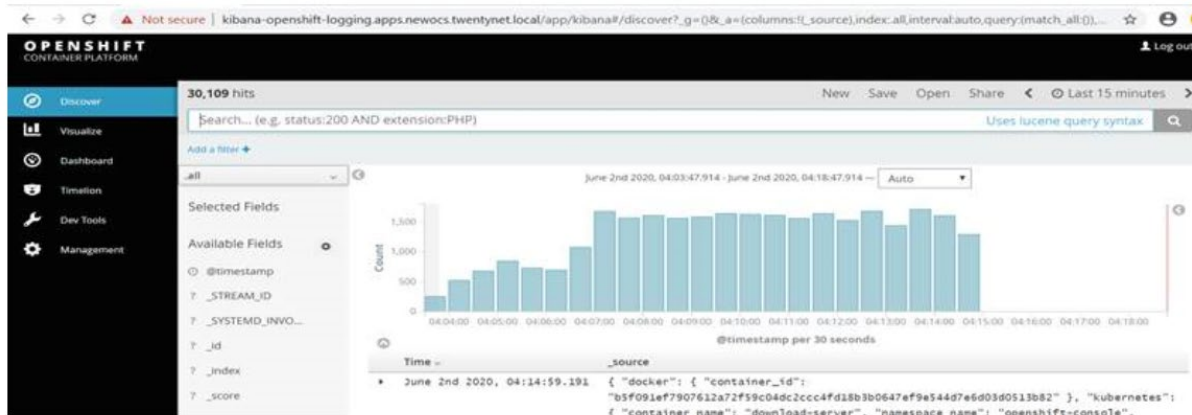 Not secure | kibana-openshift-logging.apps.newocs.twentynet.local/app/kibana#/discover?_g=()&_a=(columns:!(_source),index:.all,interval:auto,query:(match_all:()),...
OPENSHIFT
CONTAINER PLATFORM
Log out
Discover
Visualize
Dashboard
Timelion
Dev Tools
Management
30,109 hits
New Save Open Share Last 15 minutes
Search... (e.g. status:200 AND extension:PHP)
Uses lucene query syntax
Add a filter +
.all
June 2nd 2020, 04:03:47.914 - June 2nd 2020, 04:18:47.914 — Auto
Selected Fields
Available Fields
@timestamp
? _STREAM_ID
? _SYSTEMD_INVO...
? _id
? _index
? _score
Count
1,500
1,000
500
0
04:04:00 04:05:00 04:06:00 04:07:00 04:08:00 04:09:00 04:10:00 04:11:00 04:12:00 04:13:00 04:14:00 04:15:00 04:16:00 04:17:00 04:18:00
@timestamp per 30 seconds
Time _source
June 2nd 2020, 04:14:59.191 { "docker": { "container_id":
"b5f091ef7907612a72f59c04dc2ccc4fd18b3b0647ef9e544d7e6d03d0513b82" }, "kubernetes":
{ "container_name": "download-server", "namespace_name": "openshift-console",